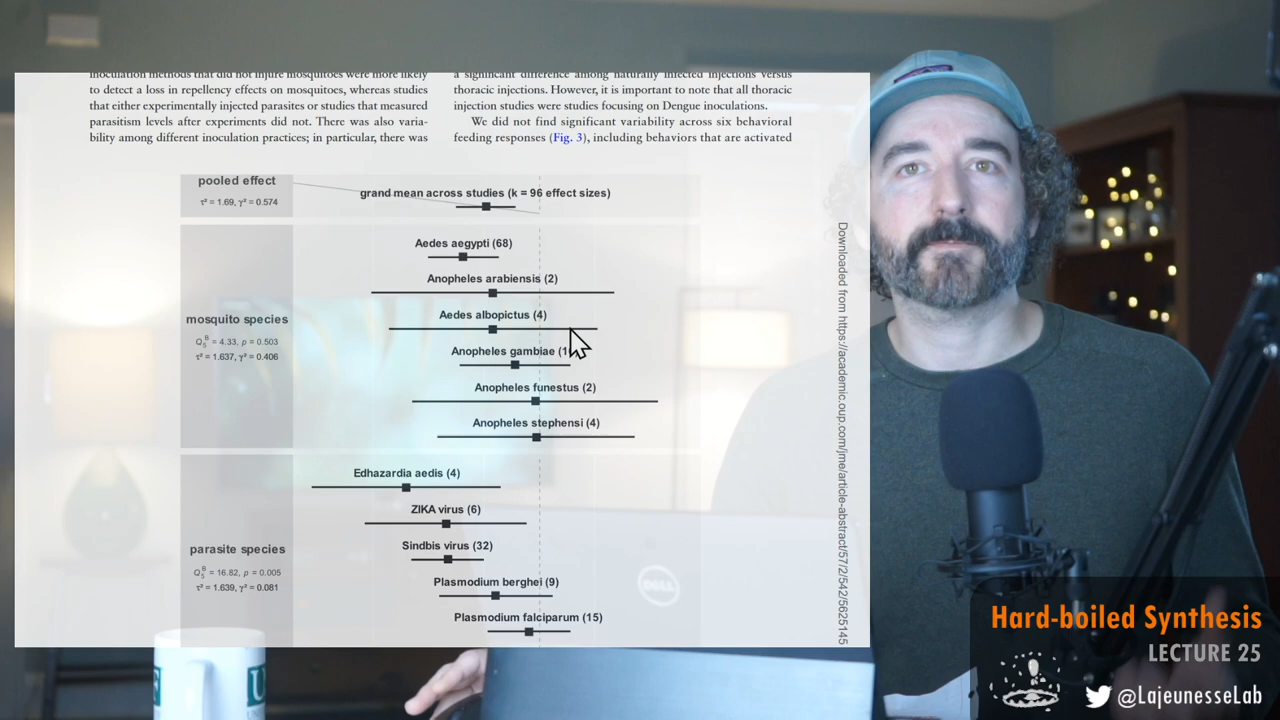 inoculation methods that did not injure mosquitoes were more likely
to detect a loss in repellency effects on mosquitoes, whereas studies
that either experimentally injected parasites or studies that measured
parasitism levels after experiments did not. There was also varia-
bility among different inoculation practices; in particular, there was
a significant difference among naturally infected injections versus
thoracic injections. However, it is important to note that all thoracic
injection studies were studies focusing on Dengue inoculations.
We did not find significant variability across six behavioral
feeding responses (Fig. 3), including behaviors that are activated
pooled effect
τ² = 1.69, γ² = 0.574
grand mean across studies (k = 96 effect sizes)
mosquito species
Q₅ᴮ = 4.33, p = 0.503
τ² = 1.637, γ² = 0.406
Aedes aegypti (68)
Anopheles arabiensis (2)
Aedes albopictus (4)
Anopheles gambiae
Anopheles funestus (2)
Anopheles stephensi (4)
parasite species
Q₅ᴮ = 16.82, p = 0.005
τ² = 1.639, γ² = 0.081
Edhazardia aedis (4)
ZIKA virus (6)
Sindbis virus (32)
Plasmodium berghei (9)
Plasmodium falciparum (15)
Downloaded from https://academic.oup.com/jme/article-abstract/57/2/542/5625145
DELL
U
Hard-boiled Synthesis
LECTURE 25
@LajeunesseLab